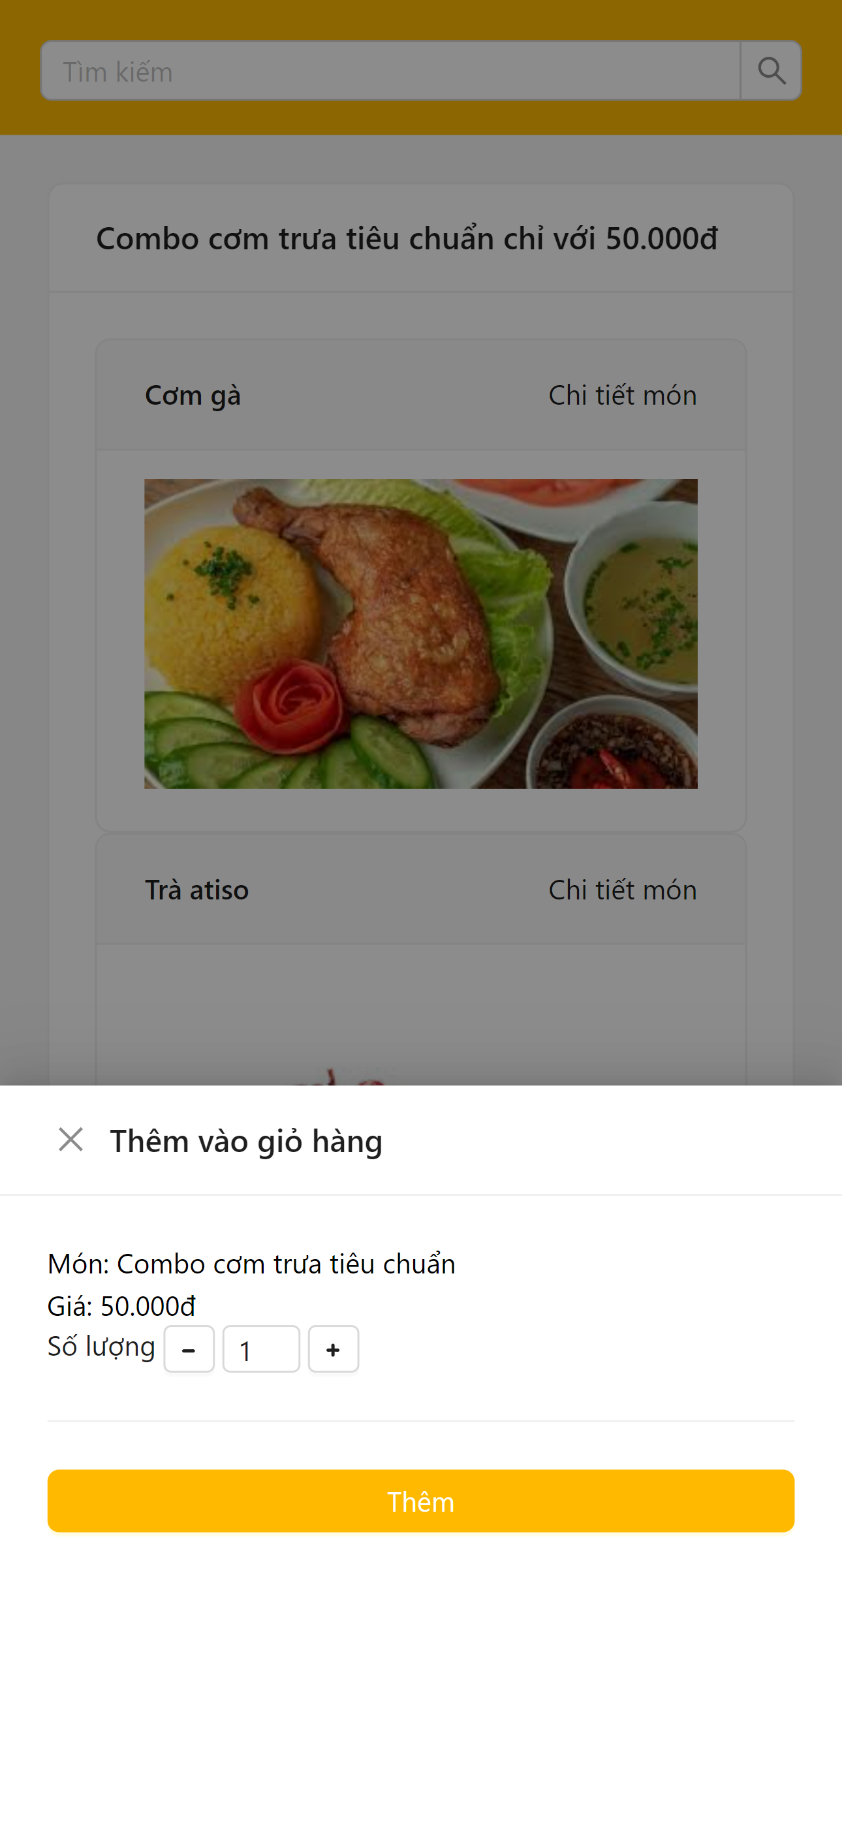 Tìm kiếm
Combo cơm trưa tiêu chuẩn chỉ với 50.000đ
Cơm gà
Chi tiết món
Trà atiso
Chi tiết món
Thêm vào giỏ hàng
Món: Combo cơm trưa tiêu chuẩn
Giá: 50.000đ
Số lượng - 1 +
Thêm